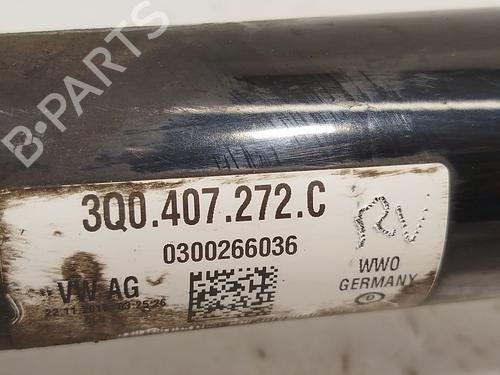 B-PARTS
3Q0.407.272.C
0300266036
RV
VW AG
WWO
GERMANY
D